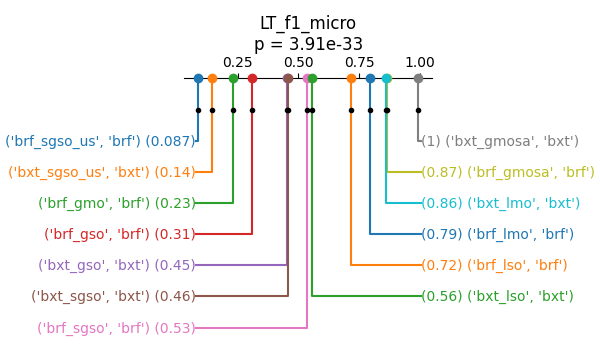 LT_f1_micro
p = 3.91e-33
0.25 0.50 0.75 1.00
('brf_sgso_us', 'brf') (0.087)
(1) ('bxt_gmosa', 'bxt')
('bxt_sgso_us', 'bxt') (0.14)
(0.87) ('brf_gmosa', 'brf')
('brf_gmo', 'brf') (0.23)
(0.86) ('bxt_lmo', 'bxt')
('brf_gso', 'brf') (0.31)
(0.79) ('brf_lmo', 'brf')
('bxt_gso', 'bxt') (0.45)
(0.72) ('brf_lso', 'brf')
('bxt_sgso', 'bxt') (0.46)
(0.56) ('bxt_lso', 'bxt')
('brf_sgso', 'brf') (0.53)